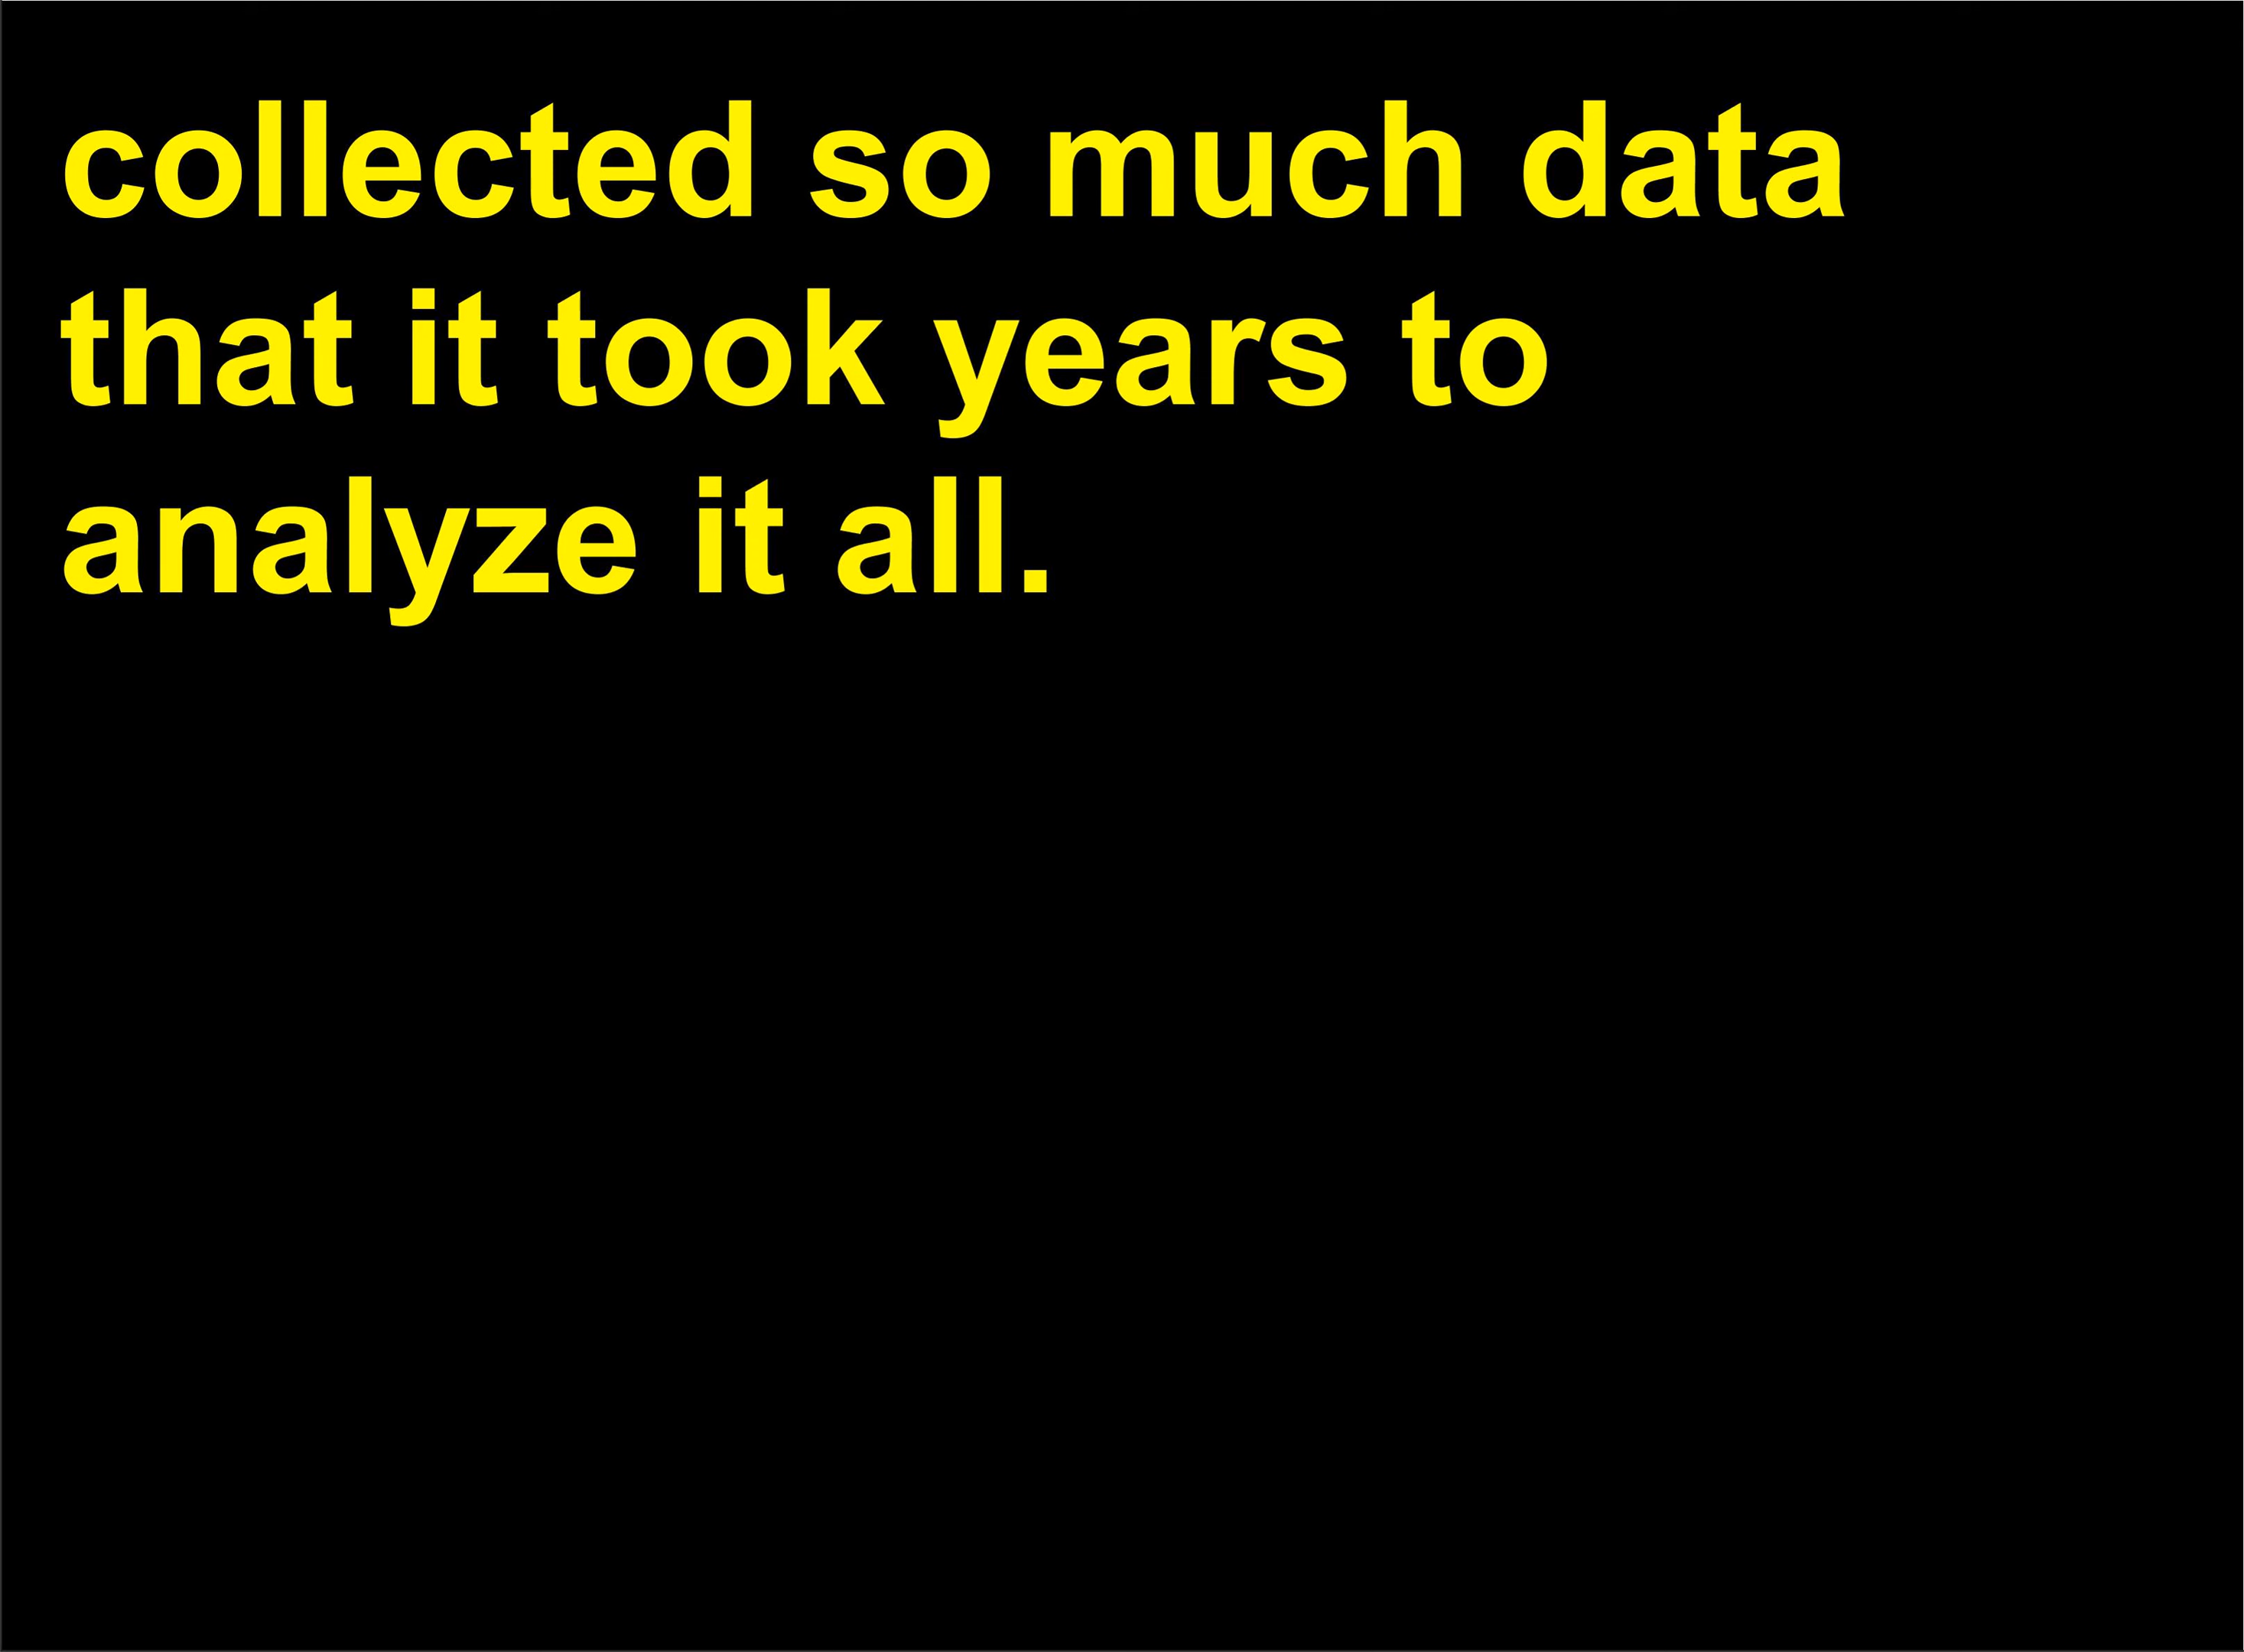 collected so much data
that it took years to
analyze it all.